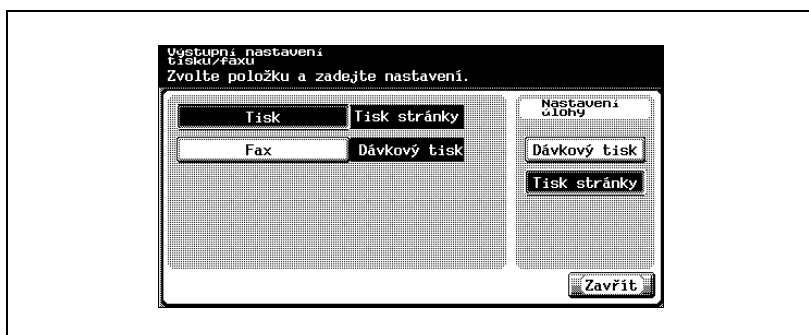 Výstupní nastavení
tisku/faxu
Zvolte položku a zadejte nastavení.
Tisk
Tisk stránky
Fax
Dávkový tisk
Nastavení
úlohy
Dávkový tisk
Tisk stránky
Zavřít